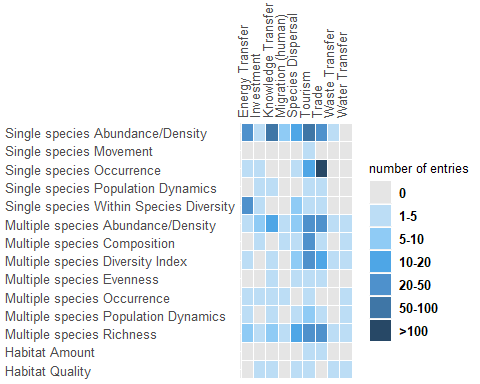 Energy Transfer
Investment
Knowledge Transfer
Migration (human)
Species Dispersal
Tourism
Trade
Waste Transfer
Water Transfer
Single species Abundance/Density
Single species Movement
Single species Occurrence
Single species Population Dynamics
Single species Within Species Diversity
Multiple species Abundance/Density
Multiple species Composition
Multiple species Diversity Index
Multiple species Evenness
Multiple species Occurrence
Multiple species Population Dynamics
Multiple species Richness
Habitat Amount
Habitat Quality
number of entries
0
1-5
5-10
10-20
20-50
50-100
>100